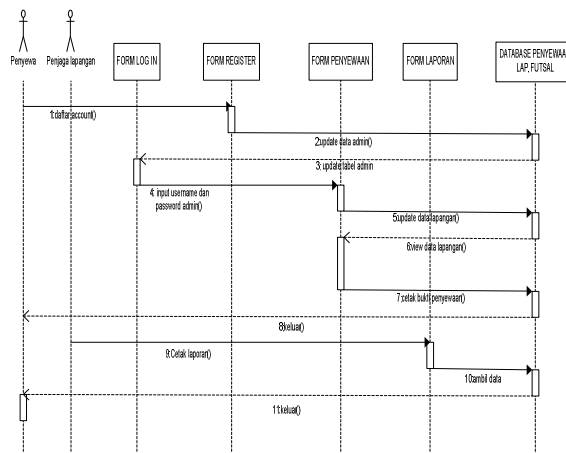 Penyewa
Penjaga lapangan
FORM LOG IN
FORM REGISTER
FORM PENYEWAAN
FORM LAPORAN
DATABASE PENYEWAA
LAP. FUTSAL
1:daftar account()
2:update data admin()
3: update tabel admin
4: input username dan
password admin()
5:update data lapangan()
6:view data lapangan()
7:cetak bukti penyewaan()
8:keluar()
9:Cetak laporan()
10:ambil data
11:keluar()